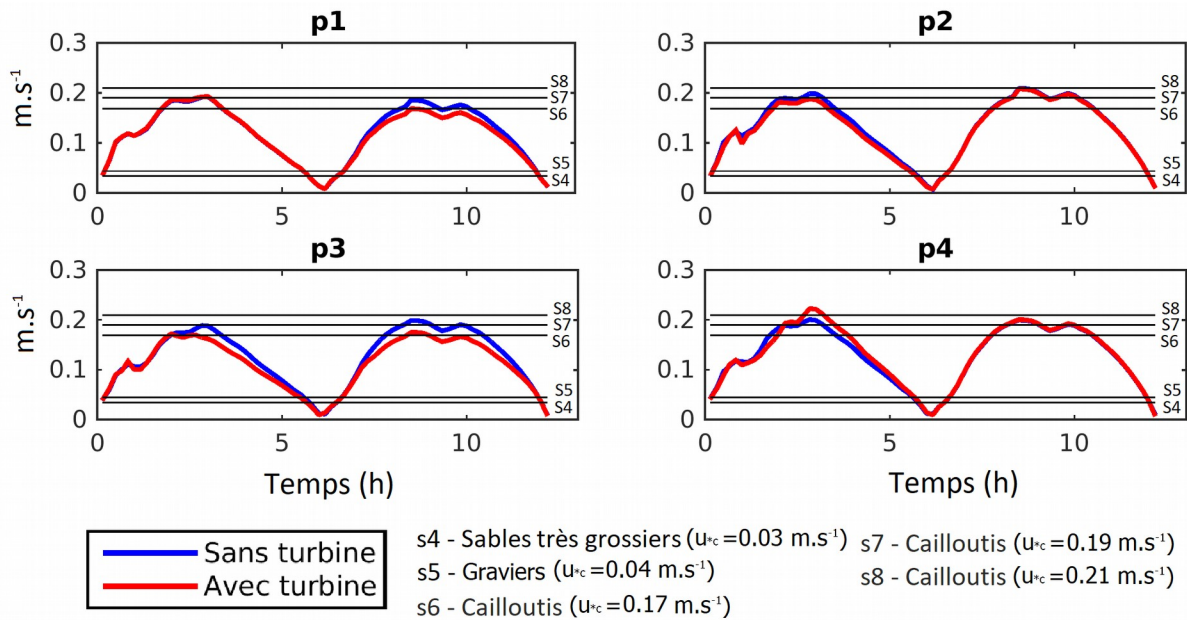 p1
p2
0.3
0.2
0.1
0
m.s⁻¹
S8
S7
S6
S5
S4
0
5
10
0.3
0.2
0.1
0
S8
S7
S6
S5
S4
0
5
10
p3
p4
0.3
0.2
0.1
0
m.s⁻¹
S8
S7
S6
S5
S4
0
5
10
0.3
0.2
0.1
0
S8
S7
S6
S5
S4
0
5
10
Temps (h)
Temps (h)
Sans turbine
Avec turbine
s4 - Sables très grossiers (u*c=0.03 m.s⁻¹)
s5 - Graviers (u*c=0.04 m.s⁻¹)
s6 - Cailloutis (u*c=0.17 m.s⁻¹)
s7 - Cailloutis (u*c=0.19 m.s⁻¹)
s8 - Cailloutis (u*c=0.21 m.s⁻¹)